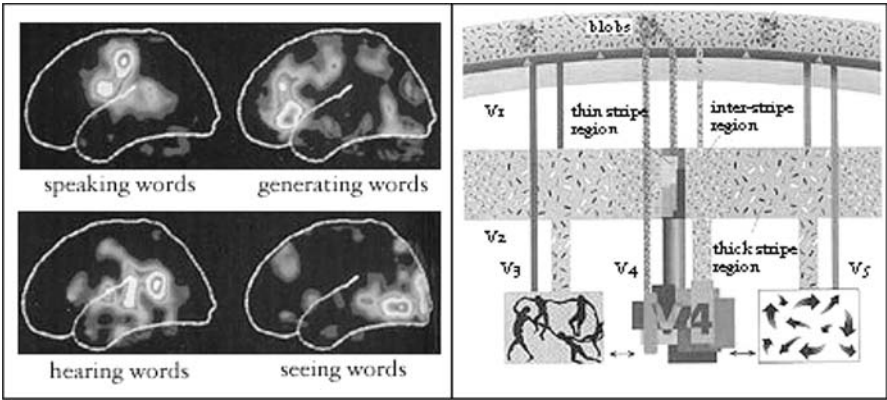 speaking words
generating words
hearing words
seeing words
blobs
V1
thin stripe
region
inter-stripe
region
V2
thick stripe
region
V3
V4
V5
V4